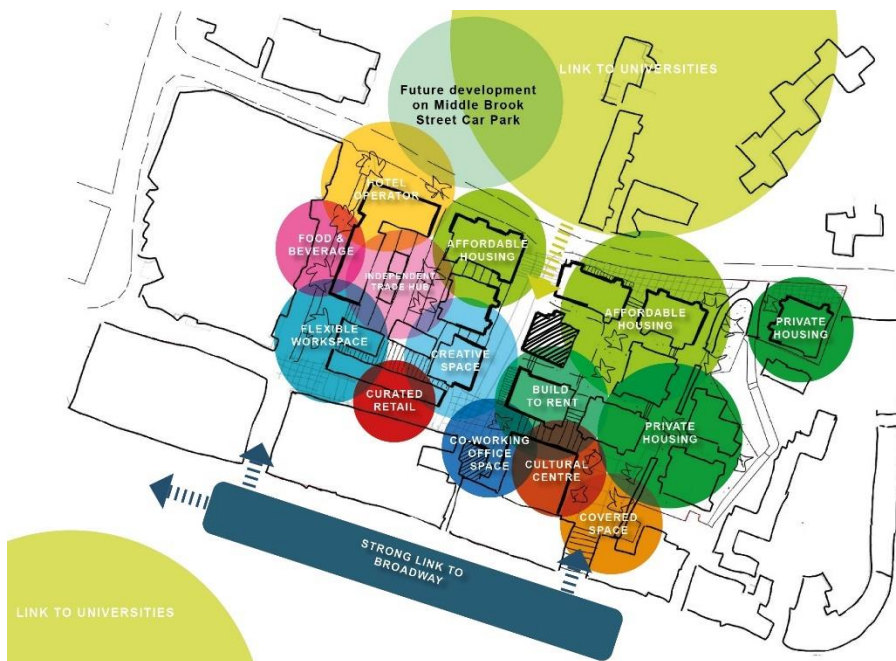 LINK TO UNIVERSITIES
Future development
on Middle Brook
Street Car Park
HOTEL
OPERATOR
FOOD &
BEVERAGE
AFFORDABLE
HOUSING
INDEPENDENT
TRADE HUB
AFFORDABLE
HOUSING
PRIVATE
HOUSING
FLEXIBLE
WORKSPACE
CREATIVE
SPACE
CURATED
RETAIL
BUILD
TO RENT
PRIVATE
HOUSING
CO-WORKING
OFFICE
SPACE
CULTURAL
CENTRE
COVERED
SPACE
STRONG LINK TO
BROADWAY
LINK TO UNIVERSITIES